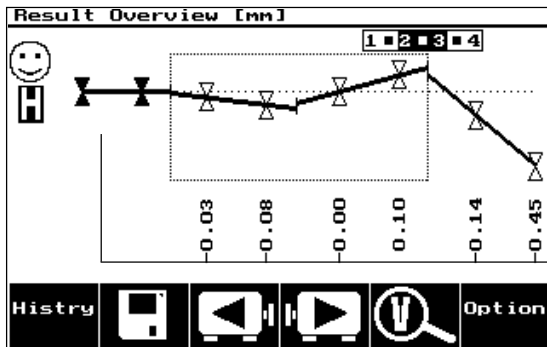 Result Overview [mm]
1 2 3 4
H
-0.03
-0.08
-0.00
0.10
-0.14
-0.45
Histry
Option